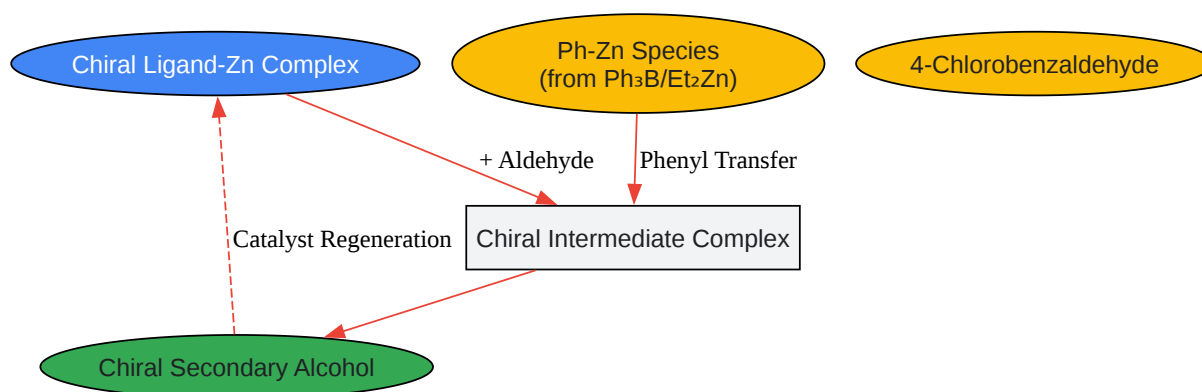 Chiral Ligand-Zn Complex
Ph-Zn Species
(from Ph₃B/Et₂Zn)
4-Chlorobenzaldehyde
+ Aldehyde
Phenyl Transfer
Chiral Intermediate Complex
Catalyst Regeneration
Chiral Secondary Alcohol